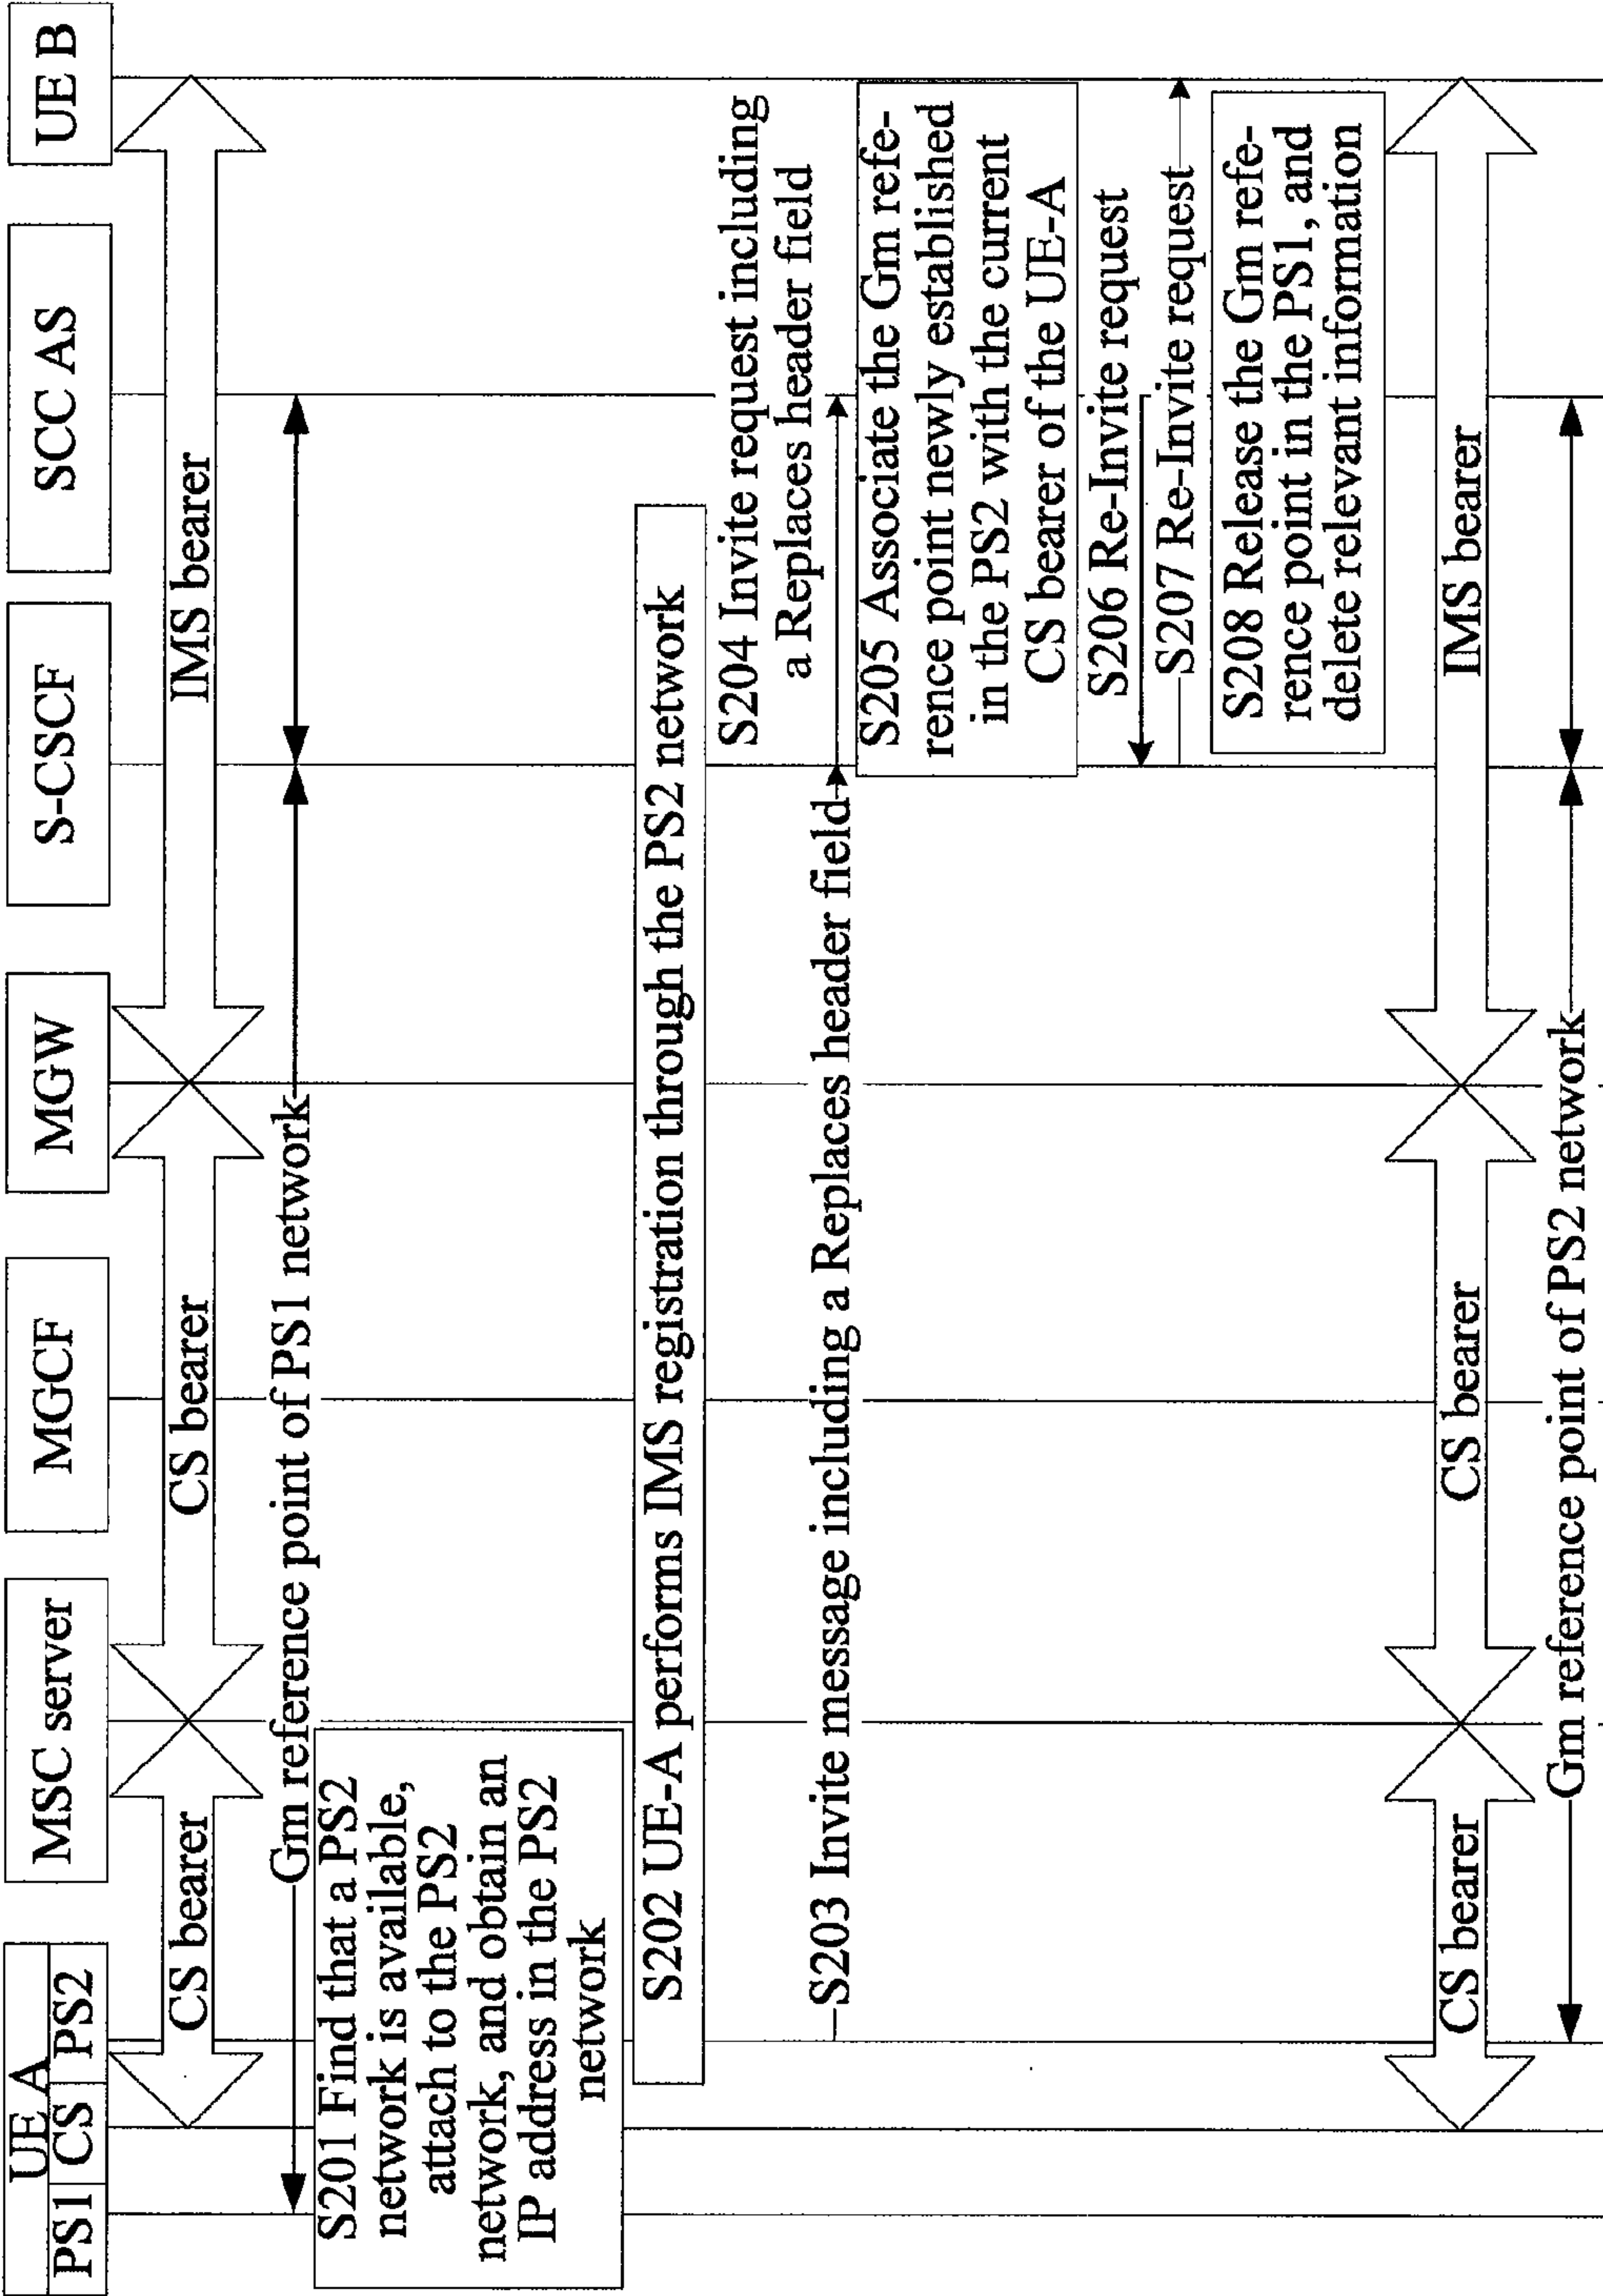 UE A
PS1
CS
PS2
MSC server
MGCF
MGW
S-CSCF
SCC AS
UE B
CS bearer
CS bearer
IMS bearer
Gm reference point of PS1 network
S201 Find that a PS2
network is available,
attach to the PS2
network, and obtain an
IP address in the PS2
network
S202 UE-A performs IMS registration through the PS2 network
S203 Invite message including a Replaces header field
S204 Invite request including
a Replaces header field
S205 Associate the Gm refe-
rence point newly established
in the PS2 with the current
CS bearer of the UE-A
S206 Re-Invite request
S207 Re-Invite request
S208 Release the Gm refe-
rence point in the PS1, and
delete relevant information
CS bearer
CS bearer
IMS bearer
Gm reference point of PS2 network